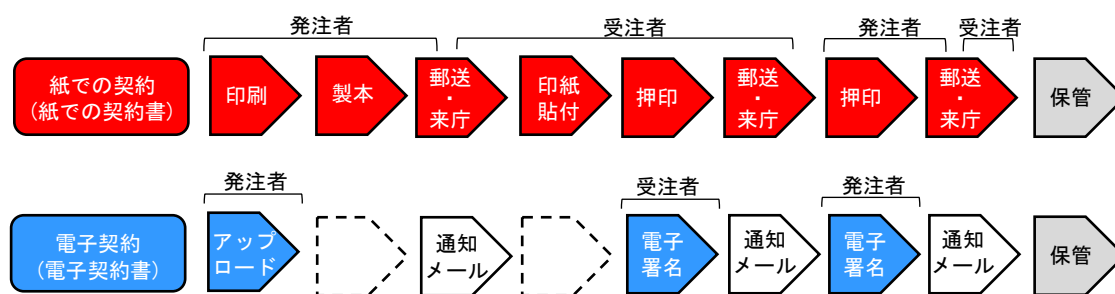 発注者
受注者
発注者
受注者
紙での契約
(紙での契約書)
印刷
製本
郵送
・
来庁
印紙
貼付
押印
郵送
・
来庁
押印
郵送
・
来庁
保管
発注者
受注者
発注者
電子契約
(電子契約書)
アップ
ロード
通知
メール
電子
署名
通知
メール
電子
署名
通知
メール
保管